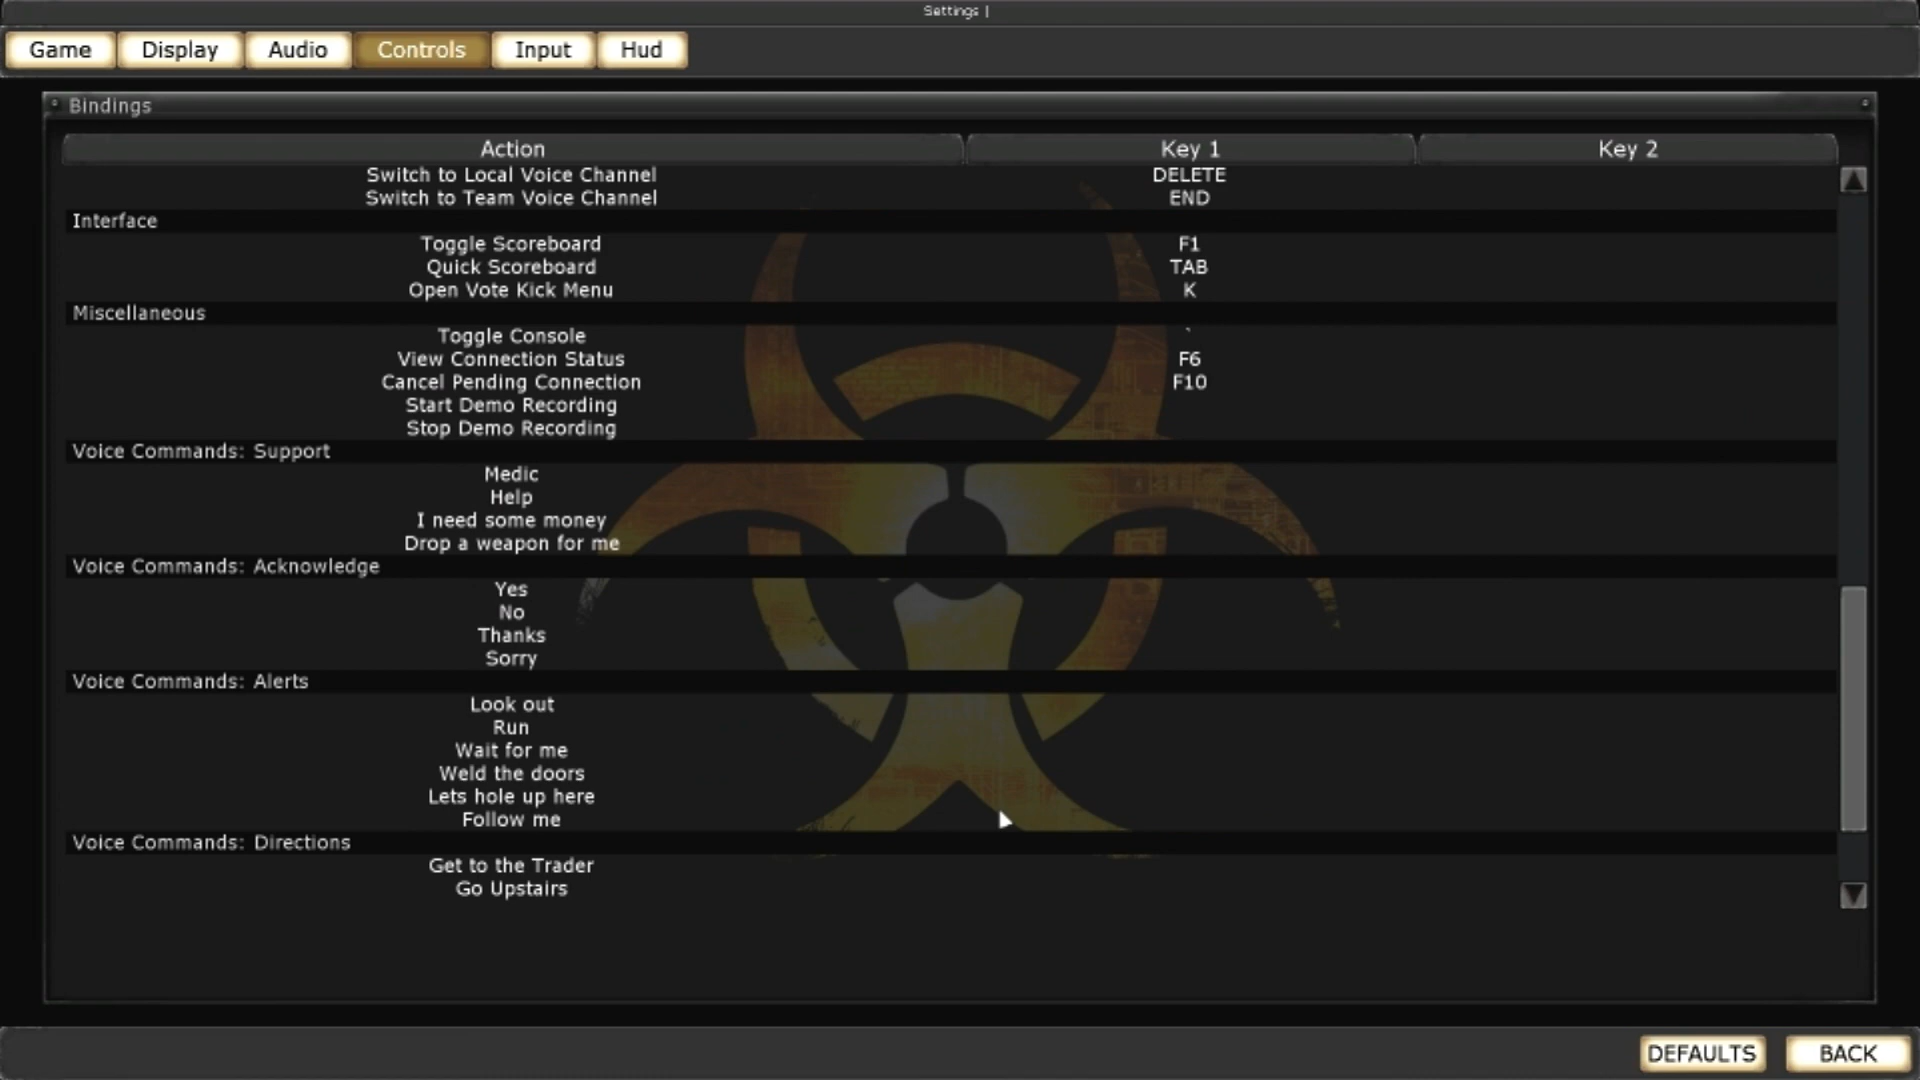 Settings |
Game Display Audio Controls Input Hud
Bindings
Action Key 1 Key 2
Switch to Local Voice Channel DELETE
Switch to Team Voice Channel END
Interface
Toggle Scoreboard F1
Quick Scoreboard TAB
Open Vote Kick Menu K
Miscellaneous
Toggle Console `
View Connection Status F6
Cancel Pending Connection F10
Start Demo Recording
Stop Demo Recording
Voice Commands: Support
Medic
Help
I need some money
Drop a weapon for me
Voice Commands: Acknowledge
Yes
No
Thanks
Sorry
Voice Commands: Alerts
Look out
Run
Wait for me
Weld the doors
Lets hole up here
Follow me
Voice Commands: Directions
Get to the Trader
Go Upstairs
DEFAULTS BACK